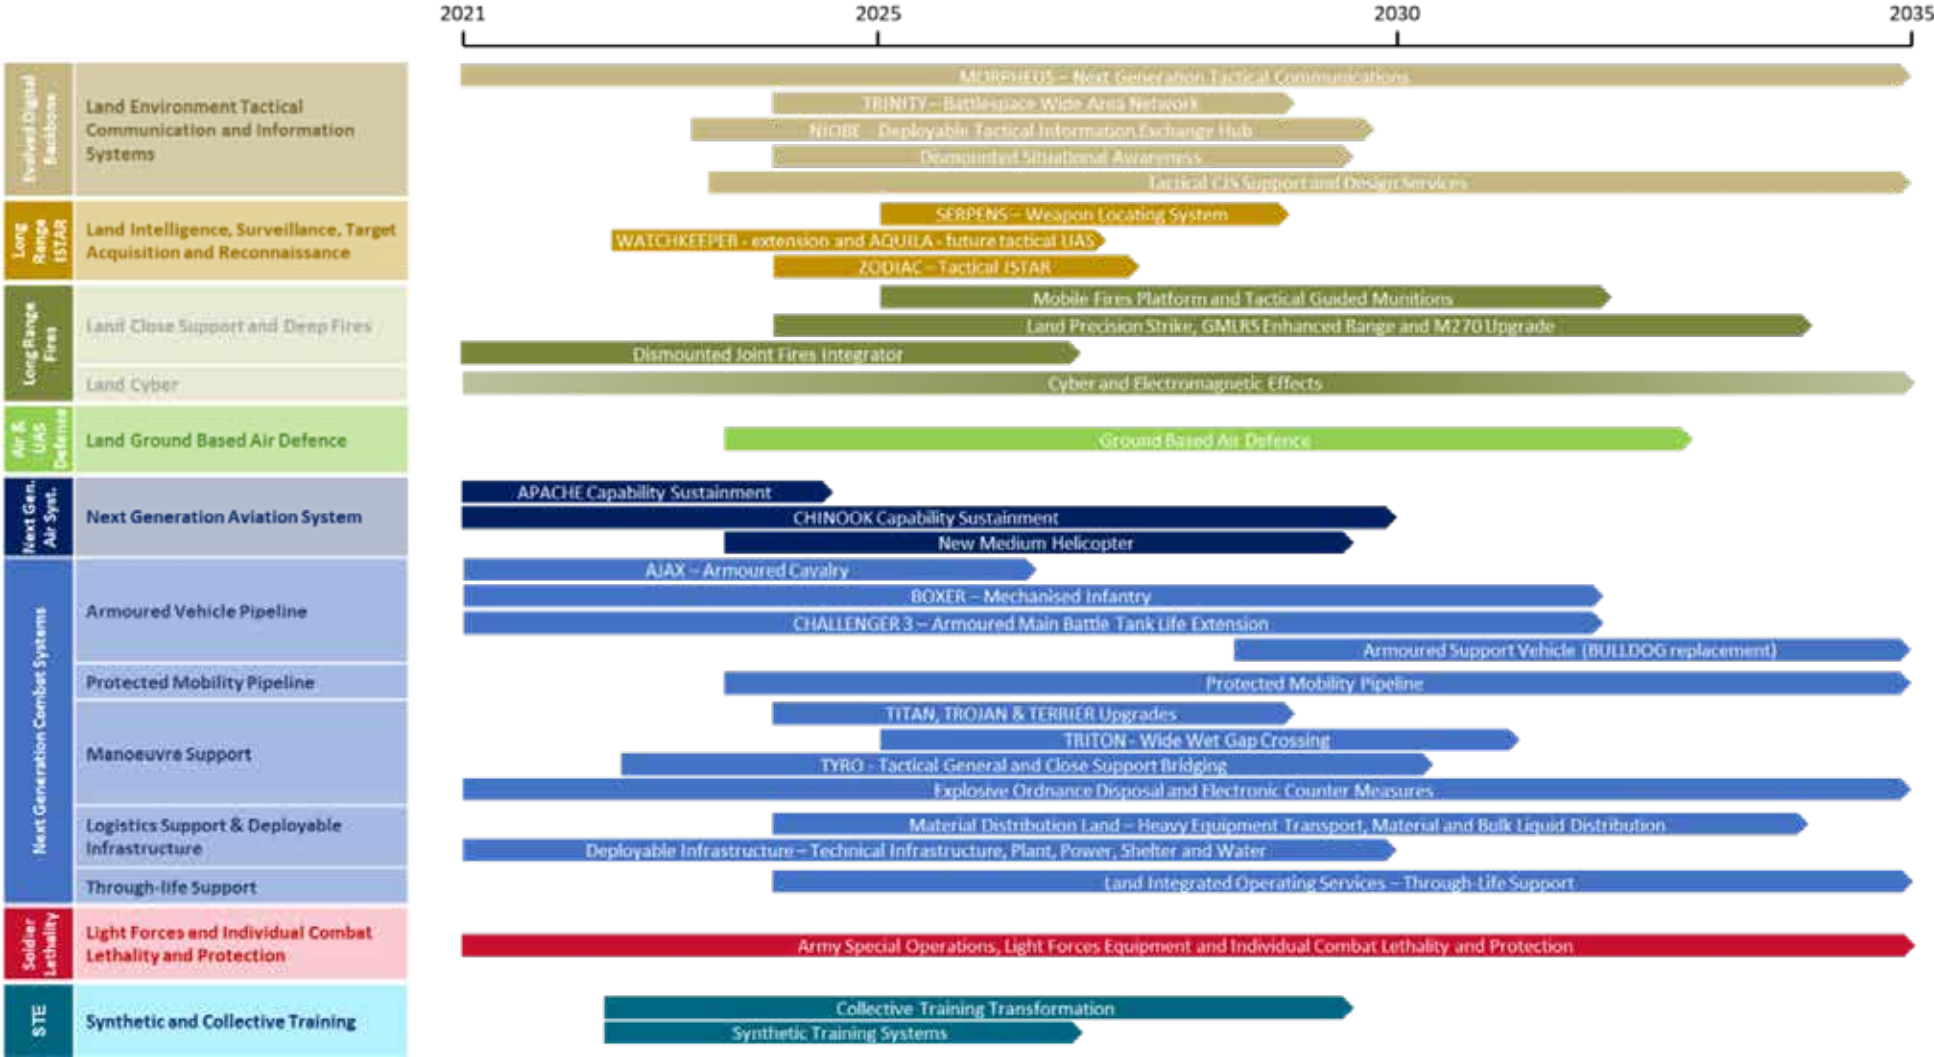 2021
2025
2030
2035
Evolved Digital
Backbone
Land Environment Tactical
Communication and Information
Systems
MORPHEUS – Next Generation Tactical Communications
TRINITY – Battlespace Wide Area Network
NIOBE - Deployable Tactical Information Exchange Hub
Dismounted Situational Awareness
Tactical CIS Support and Design Services
Long
Range
ISTAR
Land Intelligence, Surveillance, Target
Acquisition and Reconnaissance
SERPENS – Weapon Locating System
WATCHKEEPER - extension and AQUILA - future tactical UAS
ZODIAC – Tactical ISTAR
Long Range
Fires
Land Close Support and Deep Fires
Mobile Fires Platform and Tactical Guided Munitions
Land Precision Strike, GMLRS Enhanced Range and M270 Upgrade
Dismounted Joint Fires Integrator
Land Cyber
Cyber and Electromagnetic Effects
Air &
UAS
Defense
Land Ground Based Air Defence
Ground Based Air Defence
Next Gen.
Air Syst.
Next Generation Aviation System
APACHE Capability Sustainment
CHINOOK Capability Sustainment
New Medium Helicopter
Next Generation Combat Systems
Armoured Vehicle Pipeline
AJAX – Armoured Cavalry
BOXER – Mechanised Infantry
CHALLENGER 3 – Armoured Main Battle Tank Life Extension
Armoured Support Vehicle (BULLDOG replacement)
Protected Mobility Pipeline
Protected Mobility Pipeline
Manoeuvre Support
TITAN, TROJAN & TERRIER Upgrades
TRITON - Wide Wet Gap Crossing
TYRO - Tactical General and Close Support Bridging
Explosive Ordnance Disposal and Electronic Counter Measures
Logistics Support & Deployable
Infrastructure
Material Distribution Land – Heavy Equipment Transport, Material and Bulk Liquid Distribution
Deployable Infrastructure – Technical Infrastructure, Plant, Power, Shelter and Water
Through-life Support
Land Integrated Operating Services – Through-Life Support
Soldier
Lethality
Light Forces and Individual Combat
Lethality and Protection
Army Special Operations, Light Forces Equipment and Individual Combat Lethality and Protection
STE
Synthetic and Collective Training
Collective Training Transformation
Synthetic Training Systems